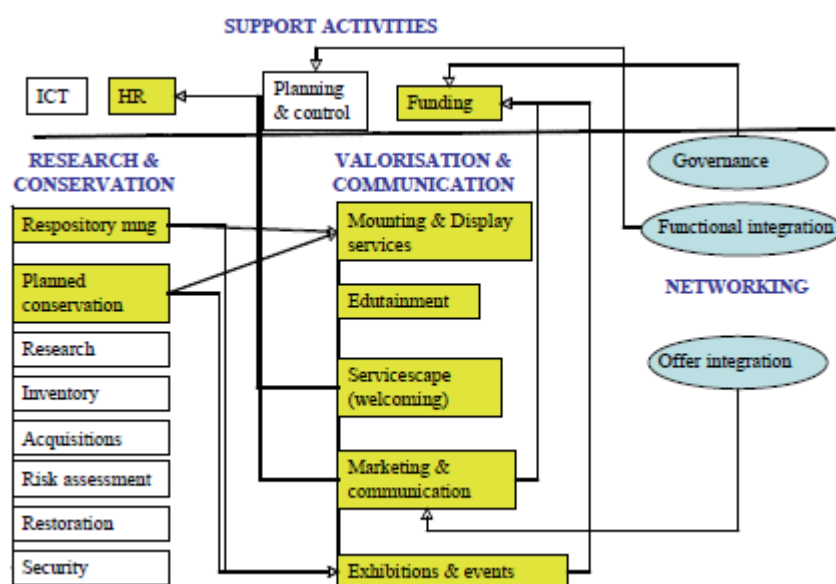 SUPPORT ACTIVITIES
ICT
HR
Planning
& control
Funding
RESEARCH &
CONSERVATION
Respository mng
Planned
conservation
Research
Inventory
Acquisitions
Risk assessment
Restoration
Security
VALORISATION &
COMMUNICATION
Mounting & Display
services
Edutainment
Servicescape
(welcoming)
Marketing &
communication
Exhibitions & events
Governance
Functional integration
NETWORKING
Offer integration